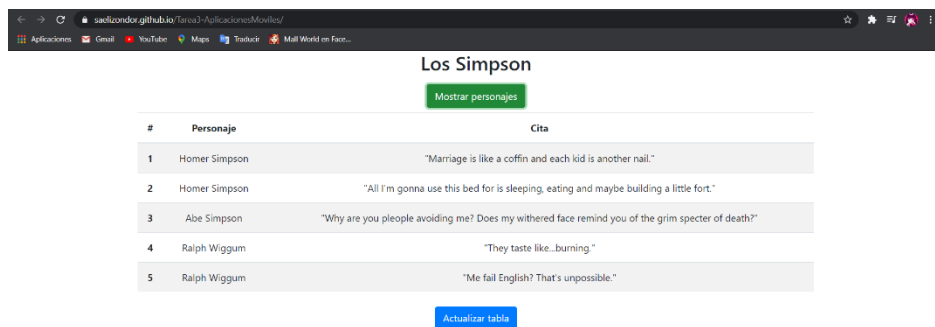 saelizondor.github.io/Tarea3-AplicacionesMoviles/
Aplicaciones Gmail YouTube Maps Traducir Mall World en Face...
Los Simpson
Mostrar personajes
# Personaje Cita
1 Homer Simpson "Marriage is like a coffin and each kid is another nail."
2 Homer Simpson "All I'm gonna use this bed for is sleeping, eating and maybe building a little fort."
3 Abe Simpson "Why are you pleople avoiding me? Does my withered face remind you of the grim specter of death?"
4 Ralph Wiggum "They taste like...burning."
5 Ralph Wiggum "Me fail English? That's unpossible."
Actualizar tabla